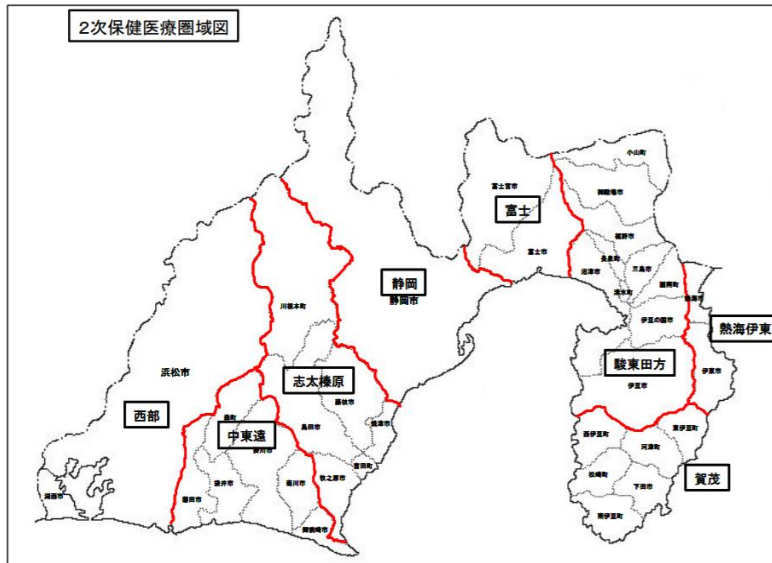 2次保健医療圏域図
小山町
御殿場市
富士宮市
富士
裾野市
富士市
長泉町
三島市
沼津市
函南町
清水町
熱海市
静岡
静岡市
川根本町
伊豆の国市
熱海伊東
駿東田方
伊東市
伊豆市
浜松市
志太榛原
藤枝市
西部
森町
中東遠
掛川市
島田市
焼津市
西伊豆町
東伊豆町
河津町
吉田町
牧之原市
賀茂
松崎町
下田市
湖西市
磐田市
袋井市
菊川市
御前崎市
南伊豆町